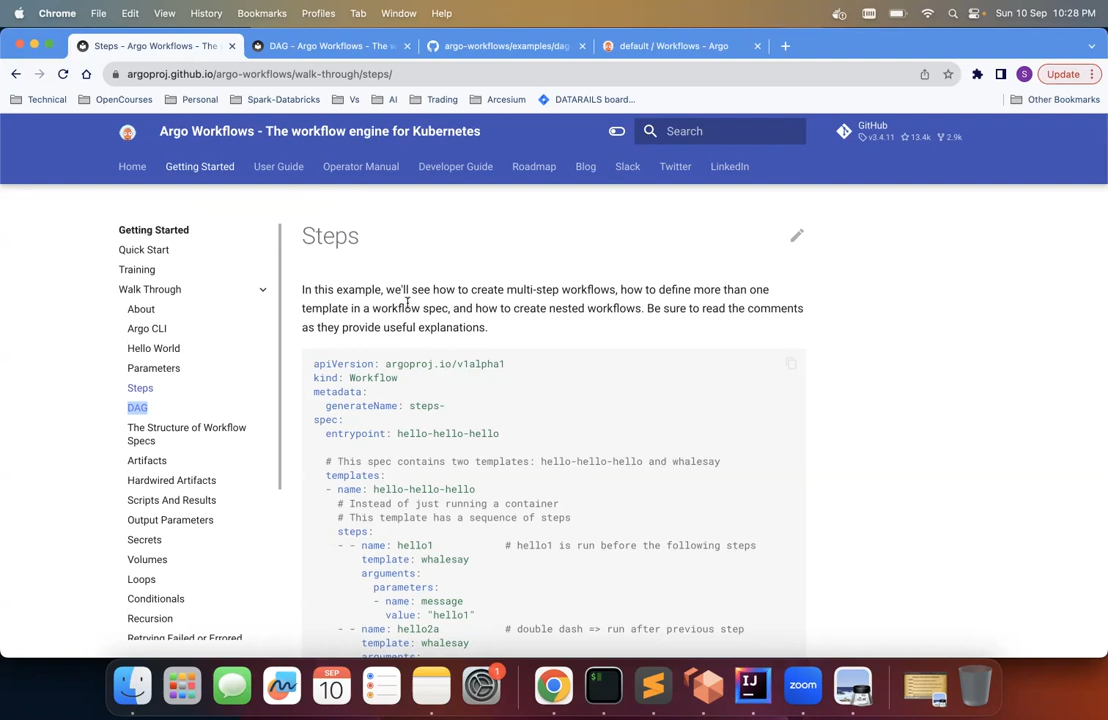 Chrome File Edit View History Bookmarks Profiles Tab Window Help Sun 10 Sep 10:28 PM
Steps - Argo Workflows - The DAG - Argo Workflows - The argo-workflows/examples/dag default / Workflows - Argo
argoproj.github.io/argo-workflows/walk-through/steps/ S Update
Technical OpenCourses Personal Spark-Databricks Vs AI Trading Arcesium DATARAILS board... Other Bookmarks
Argo Workflows - The workflow engine for Kubernetes Search GitHub
v3.4.11 13.4k 2.9k
Home Getting Started User Guide Operator Manual Developer Guide Roadmap Blog Slack Twitter LinkedIn
Getting Started
Quick Start
Training
Walk Through
About
Argo CLI
Hello World
Parameters
Steps
DAG
The Structure of Workflow
Specs
Artifacts
Hardwired Artifacts
Scripts And Results
Output Parameters
Secrets
Volumes
Loops
Conditionals
Recursion
Retrying Failed or Errored
Steps
In this example, we'll see how to create multi-step workflows, how to define more than one
template in a workflow spec, and how to create nested workflows. Be sure to read the comments
as they provide useful explanations.
apiVersion: argoproj.io/v1alpha1
kind: Workflow
metadata:
generateName: steps-
spec:
entrypoint: hello-hello-hello
# This spec contains two templates: hello-hello-hello and whalesay
templates:
- name: hello-hello-hello
# Instead of just running a container
# This template has a sequence of steps
steps:
- - name: hello1 # hello1 is run before the following steps
template: whalesay
arguments:
parameters:
- name: message
value: "hello1"
- - name: hello2a # double dash => run after previous step
template: whalesay
arguments:
SEP
10
1
$
IJ
zoom